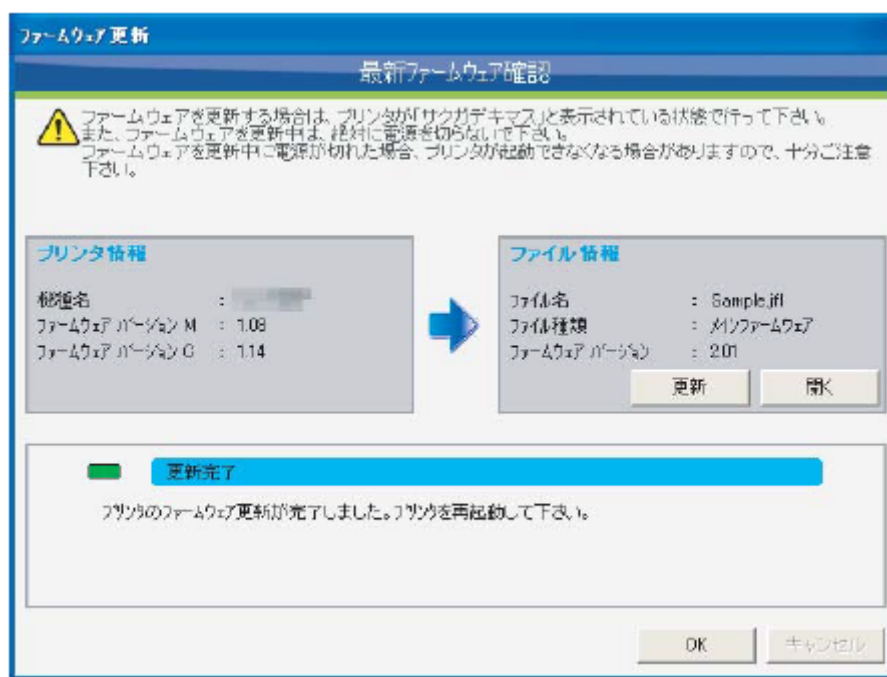 ファームウェア更新
最新ファームウェア確認
ファームウェアを更新する場合は、プリンタが「サクガデキマス」と表示されている状態で行って下さい。
また、ファームウェアを更新中は、絶対に電源を切らないで下さい。
ファームウェアを更新中に電源が切れた場合、プリンタが起動できなくなる場合がありますので、十分ご注意
下さい。
プリンタ情報
機種名 :
ファームウェア バージョン M : 1.08
ファームウェア バージョン G : 1.14
ファイル情報
ファイル名 : Sample.jfl
ファイル種類 : メインファームウェア
ファームウェア バージョン : 2.01
更新 開く
更新完了
プリンタのファームウェア更新が完了しました。プリンタを再起動して下さい。
OK キャンセル